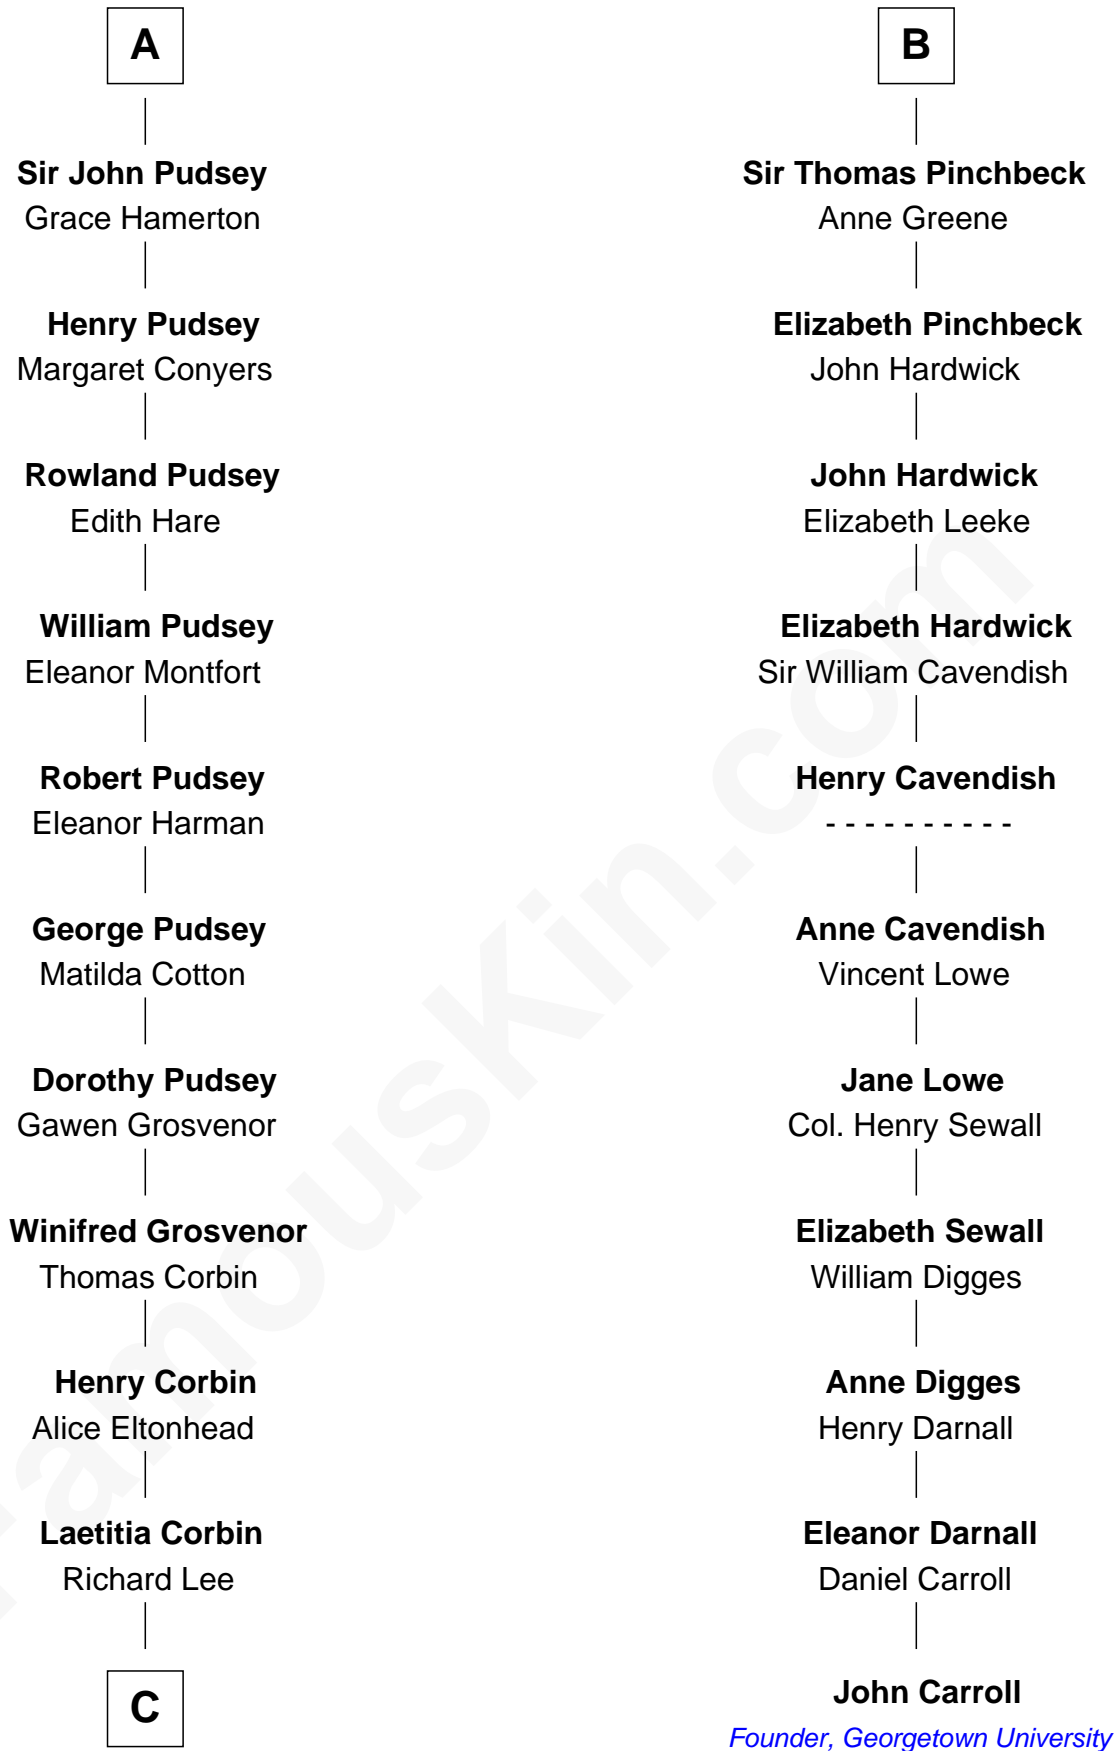 A
Sir John Pudsey
Grace Hamerton
Henry Pudsey
Margaret Conyers
Rowland Pudsey
Edith Hare
William Pudsey
Eleanor Montfort
Robert Pudsey
Eleanor Harman
George Pudsey
Matilda Cotton
Dorothy Pudsey
Gawen Grosvenor
Winifred Grosvenor
Thomas Corbin
Henry Corbin
Alice Eltonhead
Laetitia Corbin
Richard Lee
C
B
Sir Thomas Pinchbeck
Anne Greene
Elizabeth Pinchbeck
John Hardwick
John Hardwick
Elizabeth Leeke
Elizabeth Hardwick
Sir William Cavendish
Henry Cavendish
- - - - - - - - - -
Anne Cavendish
Vincent Lowe
Jane Lowe
Col. Henry Sewall
Elizabeth Sewall
William Digges
Anne Digges
Henry Darnall
Eleanor Darnall
Daniel Carroll
John Carroll
Founder, Georgetown University
FamousKin.com